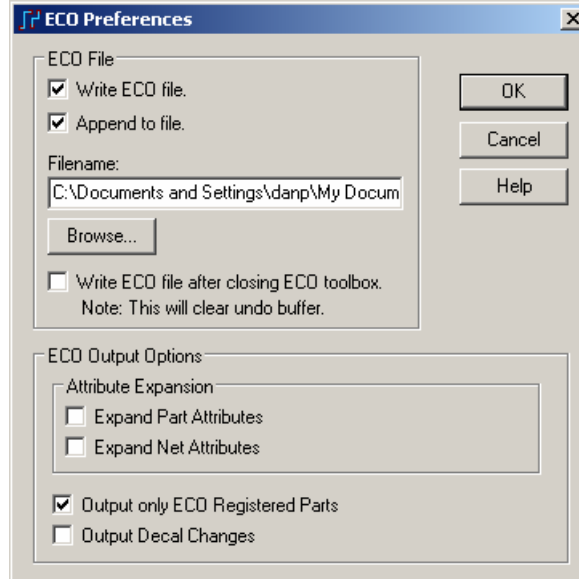 ECO Preferences
ECO File
Write ECO file.
Append to file.
Filename:
C:\Documents and Settings\danp\My Docum
Browse...
Write ECO file after closing ECO toolbox.
Note: This will clear undo buffer.
OK
Cancel
Help
ECO Output Options
Attribute Expansion
Expand Part Attributes
Expand Net Attributes
Output only ECO Registered Parts
Output Decal Changes